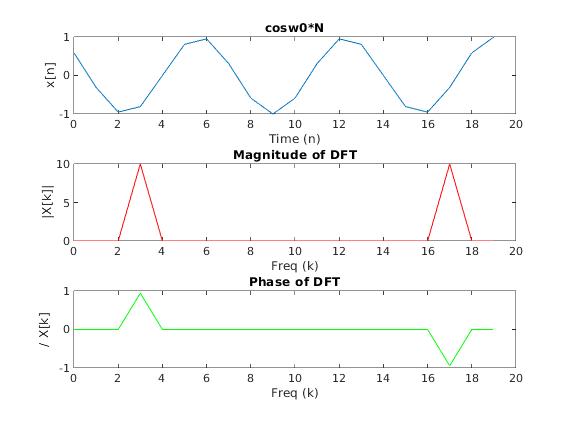 cosw0*N
1
0
-1
x[n]
0 2 4 6 8 10 12 14 16 18 20
Time (n)
Magnitude of DFT
10
5
0
|X[k]|
0 2 4 6 8 10 12 14 16 18 20
Freq (k)
Phase of DFT
1
0
-1
/ X[k]
0 2 4 6 8 10 12 14 16 18 20
Freq (k)